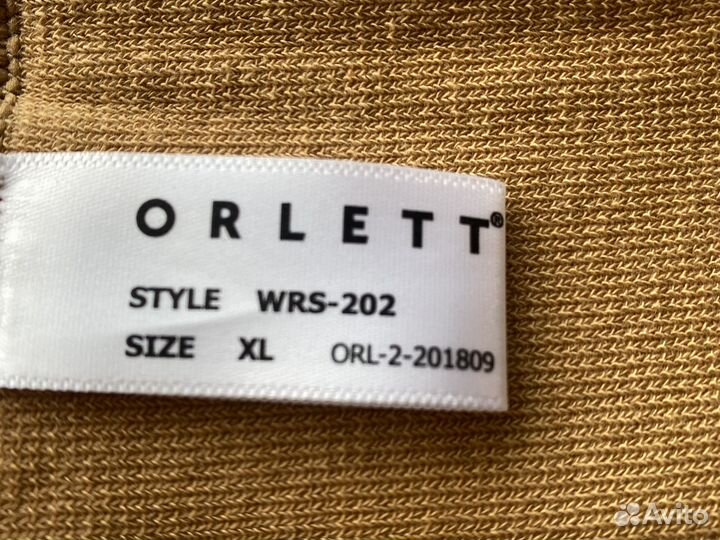 ORLETT®
STYLE WRS-202
SIZE XL ORL-2-201809
Avito